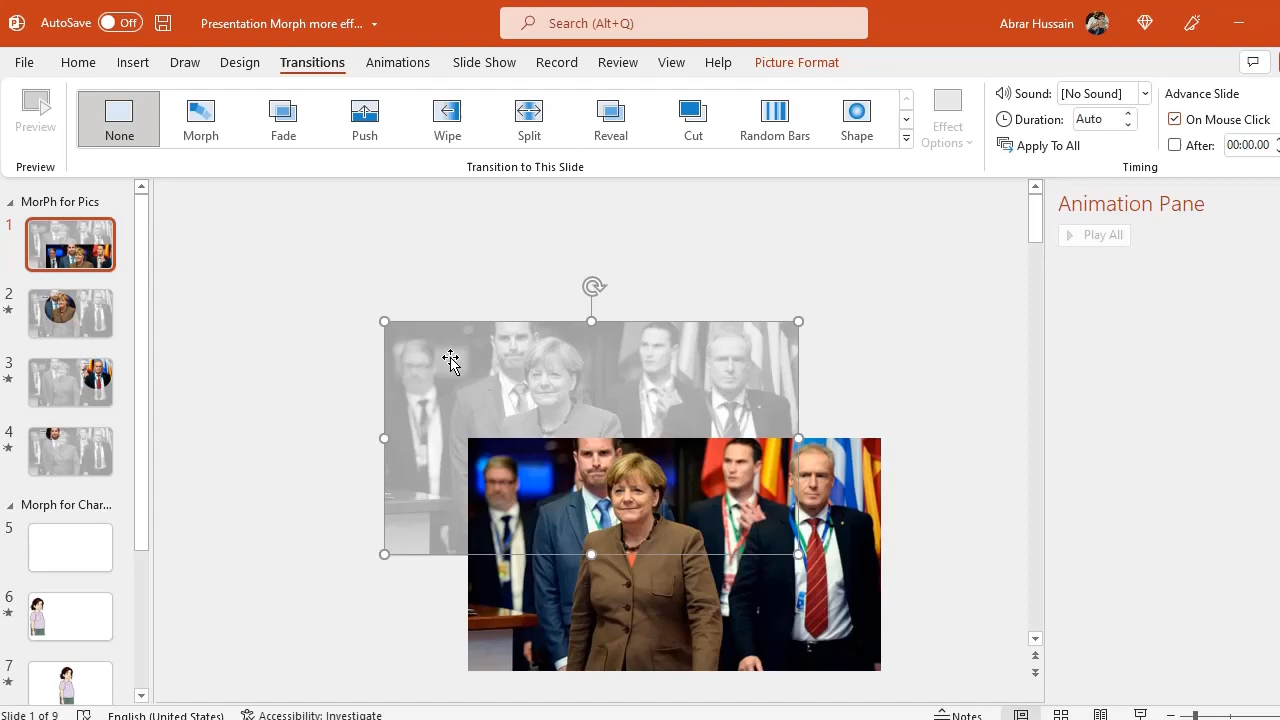 AutoSave Off Presentation Morph more eff... Search (Alt+Q) Abrar Hussain
File Home Insert Draw Design Transitions Animations Slide Show Record Review View Help Picture Format
Preview None Morph Fade Push Wipe Split Reveal Cut Random Bars Shape Effect Options
Sound: [No Sound] Advance Slide
Duration: Auto On Mouse Click
Apply To All After: 00:00.00
Preview Transition to This Slide Timing
MorPh for Pics
1
2
3
4
Morph for Char...
5
6
7
Animation Pane
Play All
Slide 1 of 9 English (United States) Accessibility: Investigate Notes